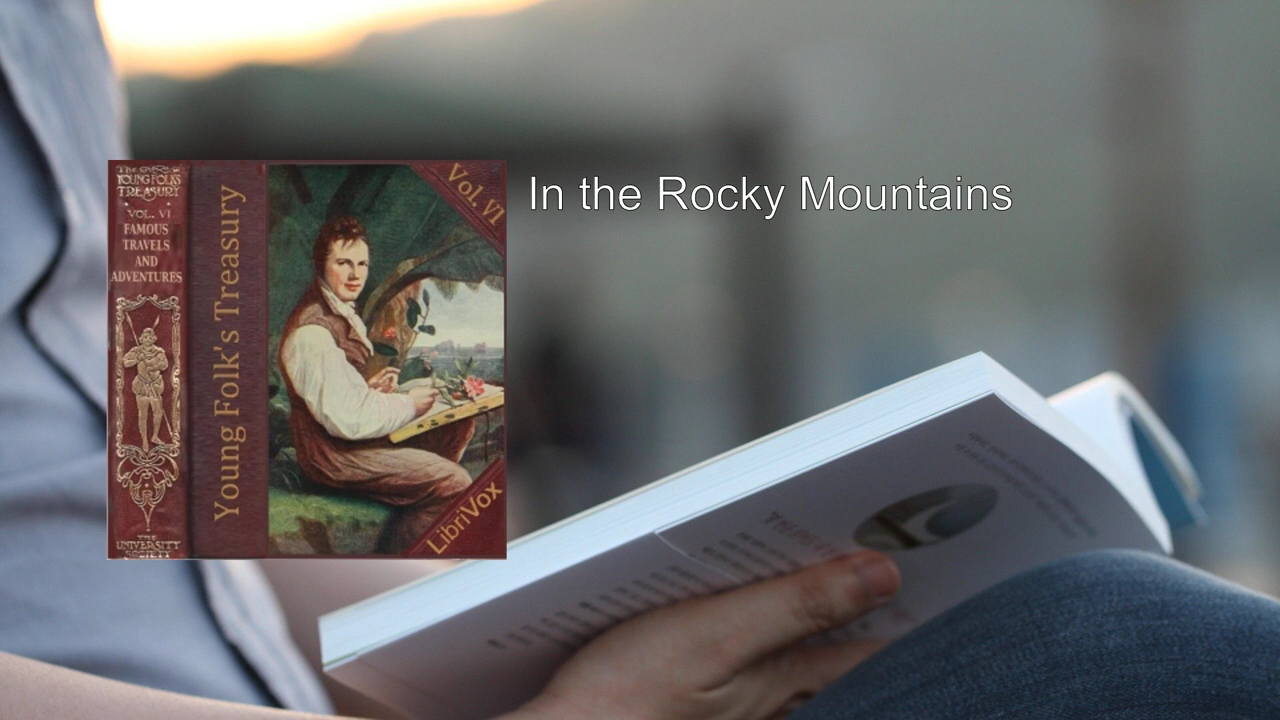 THE
YOUNG FOLKS
TREASURY
VOL. VI
FAMOUS
TRAVELS
AND
ADVENTURES
THE
UNIVERSITY
SOCIETY
Young Folk's Treasury
Vol. VI
LibriVox
In the Rocky Mountains